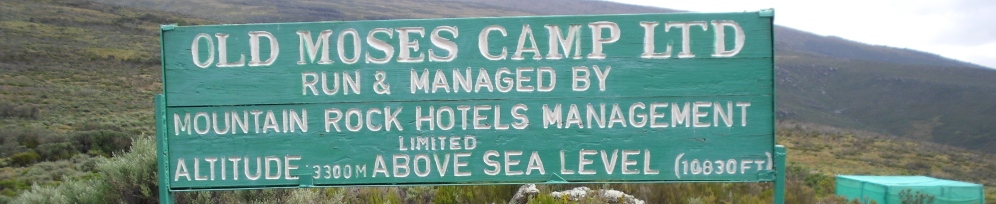 OLD MOSES CAMP LTD
RUN & MANAGED BY
MOUNTAIN ROCK HOTELS MANAGEMENT
LIMITED
ALTITUDE 3300M ABOVE SEA LEVEL (10830FT)